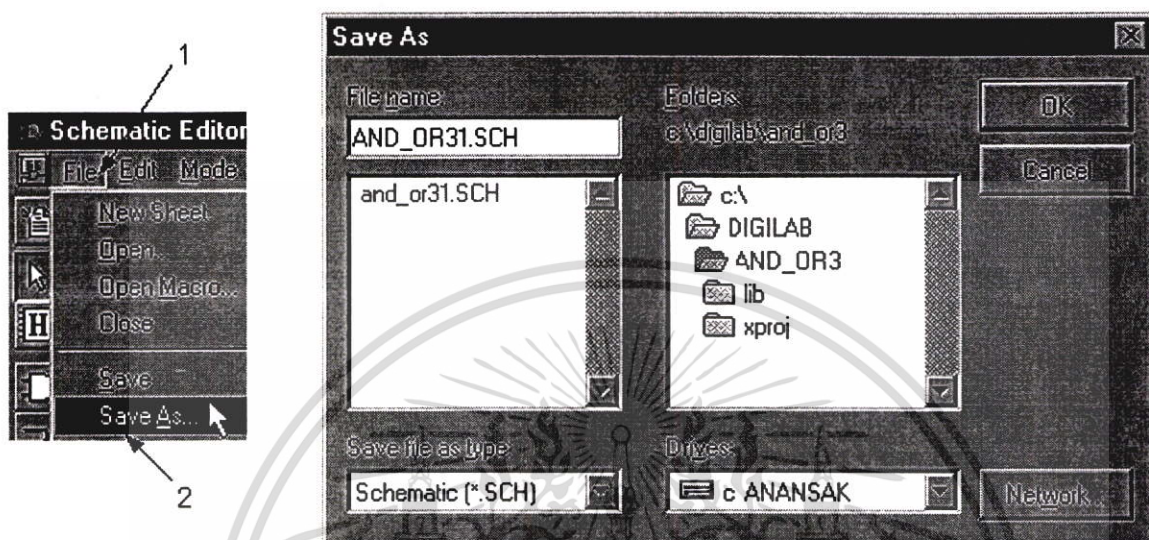 1
Schematic Editor
File Edit Mode
New Sheet
Open...
Open Macro...
Close
Save
Save As...
H
2
Save As
File name:
AND_OR31.SCH
and_or31.SCH
Save file as type:
Schematic (*.SCH)
Folders:
c:\digilab\and_or3
c:\
DIGILAB
AND_OR3
lib
xproj
Drives:
c ANANSAK
OK
Cancel
Network...